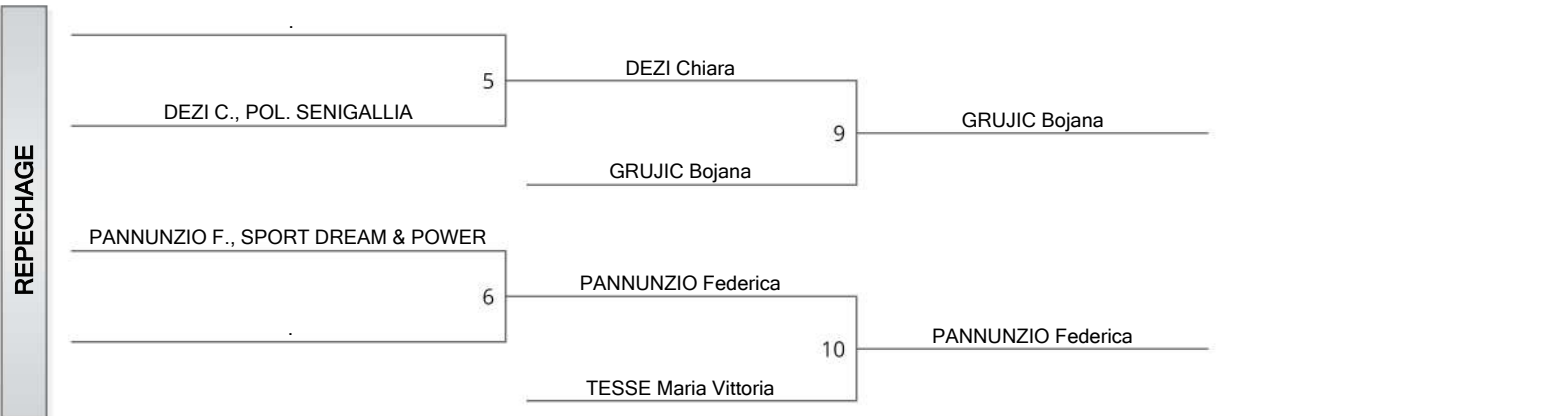 REPECHAGE
.
5
DEZI Chiara
DEZI C., POL. SENIGALLIA
9
GRUJIC Bojana
GRUJIC Bojana
PANNUNZIO F., SPORT DREAM & POWER
6
PANNUNZIO Federica
.
10
PANNUNZIO Federica
TESSE Maria Vittoria